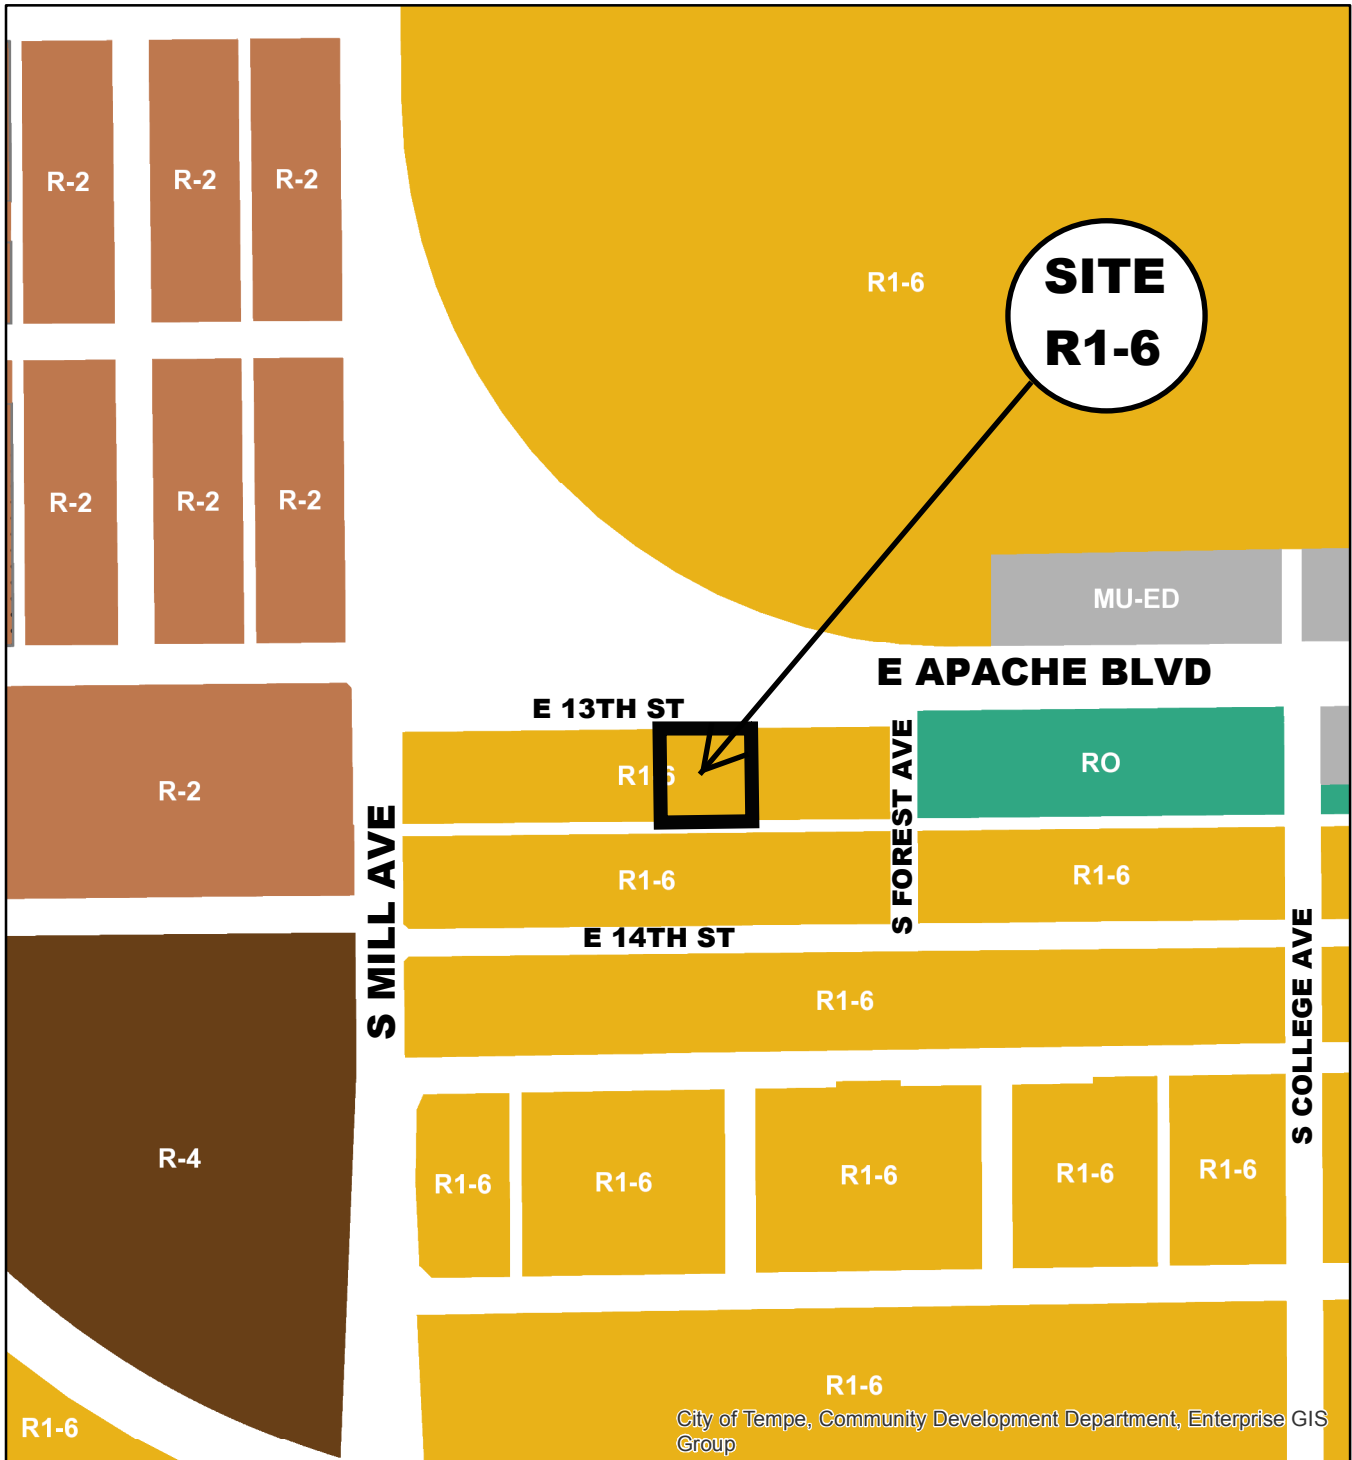 R-2
R-2
R-2
R1-6
SITE
R1-6
R-2
R-2
R-2
MU-ED
E APACHE BLVD
E 13TH ST
R1-6
RO
R-2
S MILL AVE
S FOREST AVE
R1-6
R1-6
E 14TH ST
R1-6
S COLLEGE AVE
R-4
R1-6
R1-6
R1-6
R1-6
R1-6
R1-6
R1-6
City of Tempe, Community Development Department, Enterprise GIS
Group